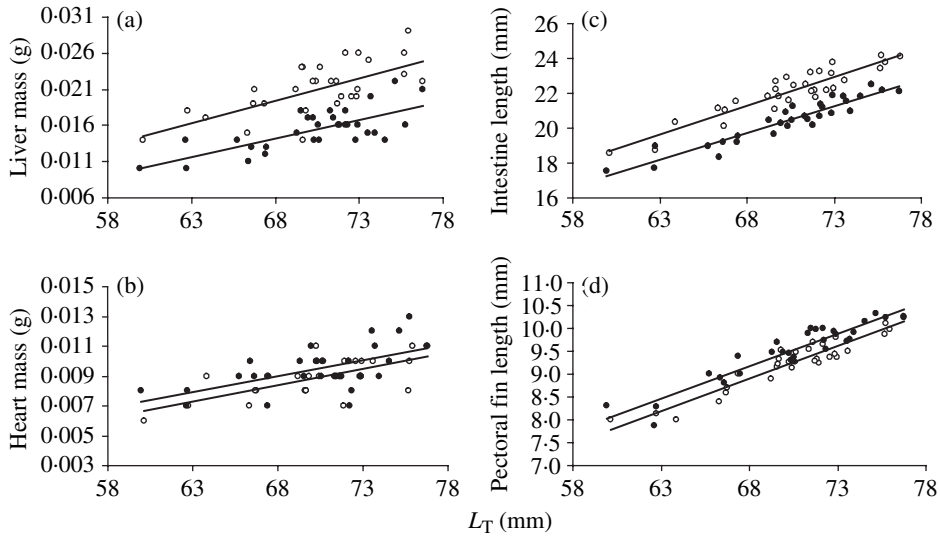 (a)
Liver mass (g)
0·031
0·026
0·021
0·016
0·011
0·006
58 63 68 73 78
(c)
Intestine length (mm)
26
24
22
20
18
16
58 63 68 73 78
(b)
Heart mass (g)
0·015
0·013
0·011
0·009
0·007
0·005
0·003
58 63 68 73 78
(d)
Pectoral fin length (mm)
11·0
10·5
10·0
9·5
9·0
8·5
8·0
7·5
7·0
58 63 68 73 78
LT (mm)